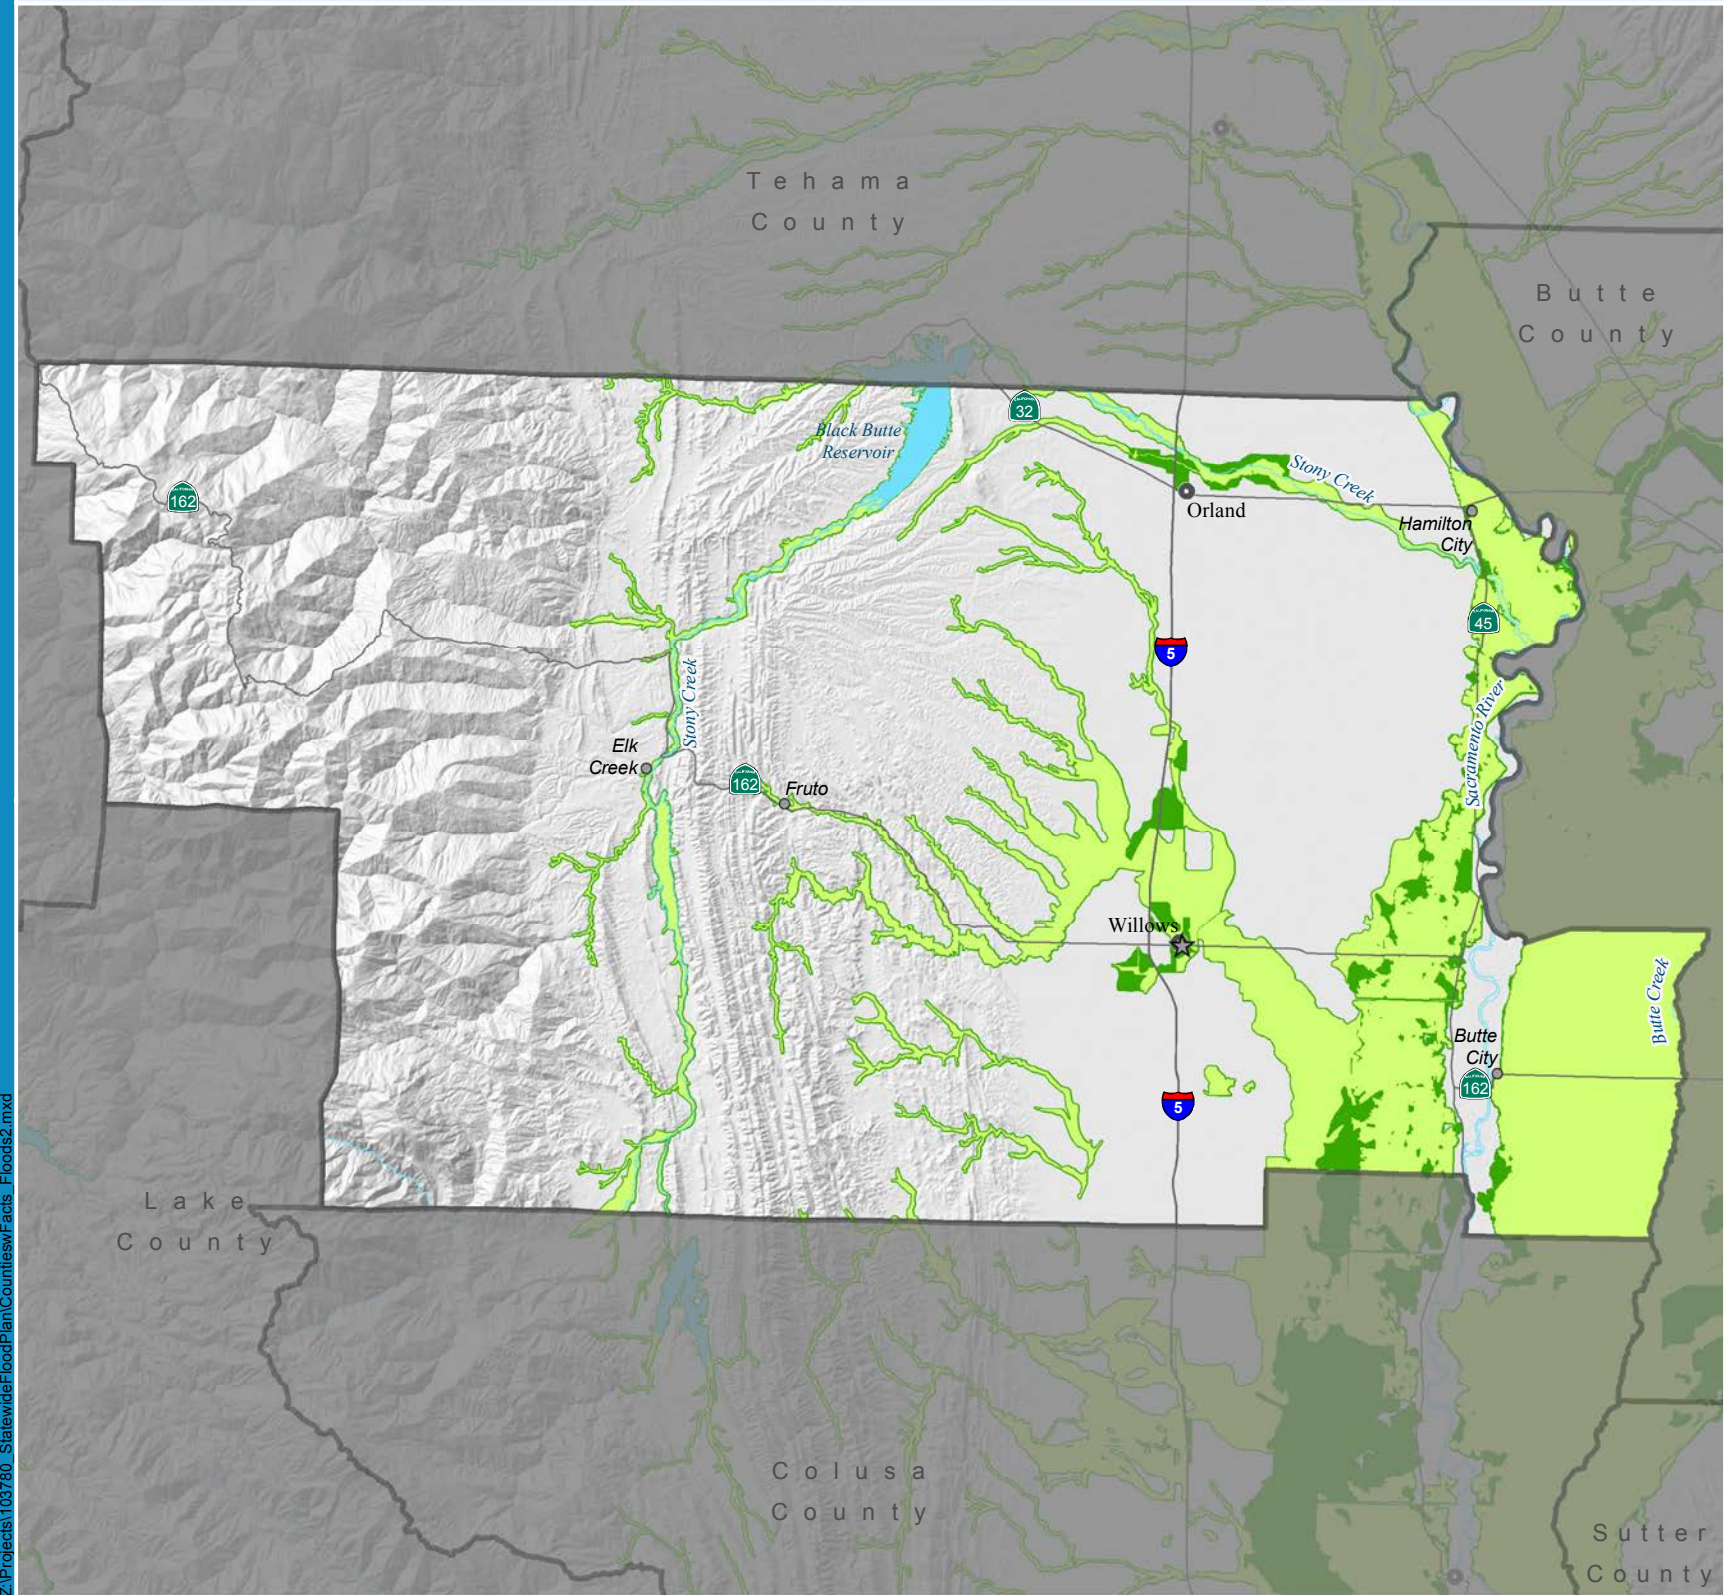 Tehama
County
Butte
County
CALIFORNIA
32
Black Butte
Reservoir
Stony Creek
162
Orland
Hamilton
City
45
5
Stony Creek
Sacramento River
Elk
Creek
162
Fruto
Willows
Butte Creek
Butte
City
162
5
Lake
County
Colusa
County
Sutter
County
Z:\Projects\103780_StatewideFloodPlan\CountieswFacts_Floods2.mxd